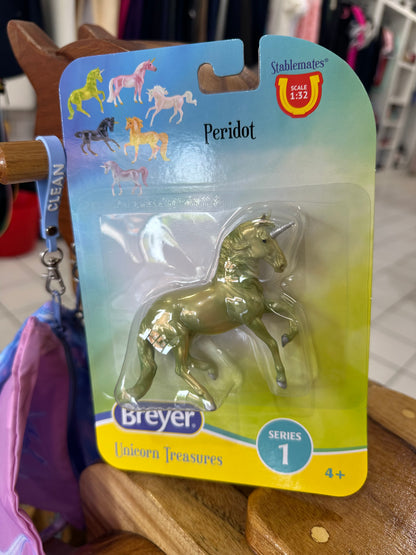 Stablemates®
SCALE
1:32
Peridot
CLEAN
Breyer®
Unicorn Treasures
SERIES
1
4+